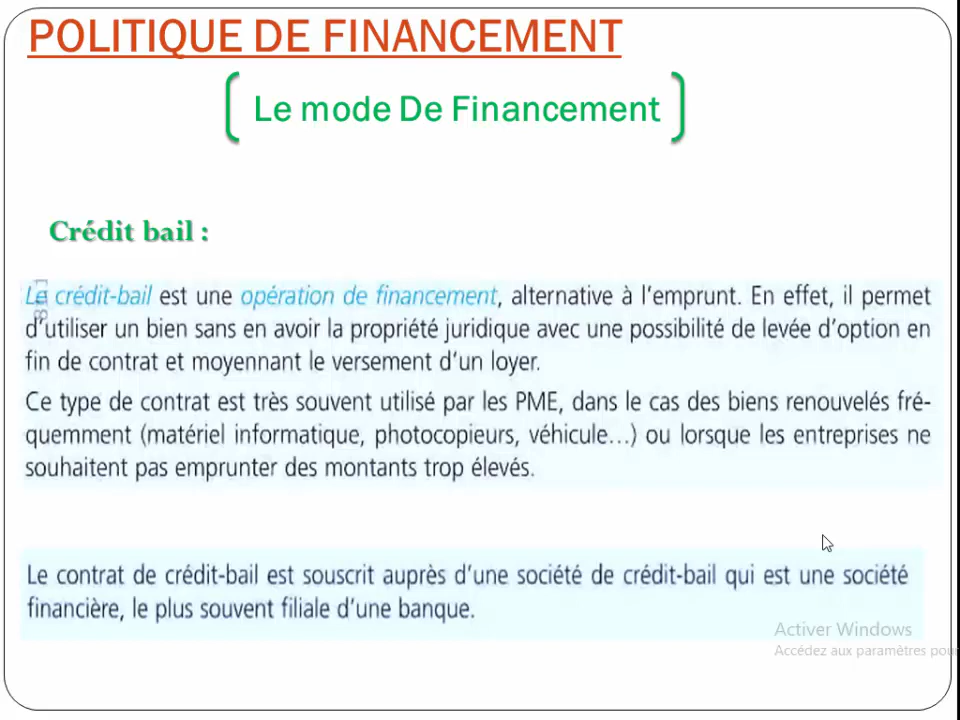 POLITIQUE DE FINANCEMENT
Le mode De Financement
Crédit bail :
Le crédit-bail est une opération de financement, alternative à l'emprunt. En effet, il permet
d'utiliser un bien sans en avoir la propriété juridique avec une possibilité de levée d'option en
fin de contrat et moyennant le versement d'un loyer.
Ce type de contrat est très souvent utilisé par les PME, dans le cas des biens renouvelés fré-
quemment (matériel informatique, photocopieurs, véhicule...) ou lorsque les entreprises ne
souhaitent pas emprunter des montants trop élevés.
Le contrat de crédit-bail est souscrit auprès d'une société de crédit-bail qui est une société
financière, le plus souvent filiale d'une banque.
Activer Windows
Accédez aux paramètres pour